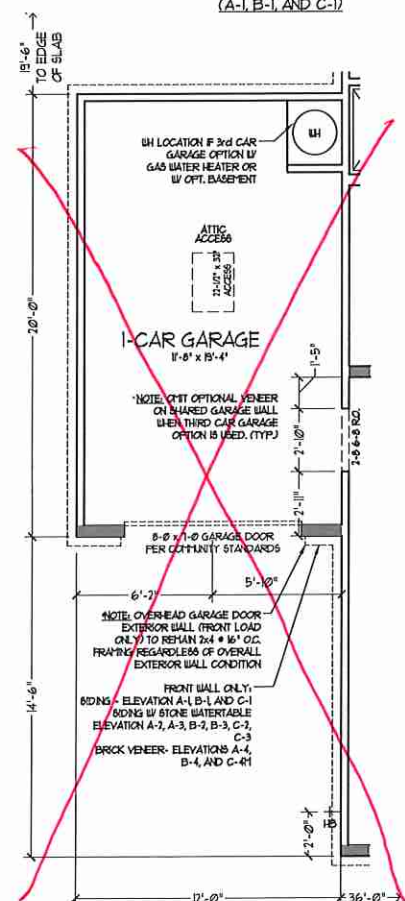 (A-1, B-1, AND C-1)
19'-6"
TO EDGE
OF SLAB
WH LOCATION IF 3rd CAR
GARAGE OPTION W/
GAS WATER HEATER OR
W/ OPT. BASEMENT
WH
ATTIC
ACCESS
22-1/2" x 33"
ACCESS
20'-0"
1-CAR GARAGE
11'-8" x 19'-4"
1'-5"
NOTE: OMIT OPTIONAL VENEER
ON SHARED GARAGE WALL
WHEN THIRD CAR GARAGE
OPTION IS USED. (TYP.)
2'-10"
2-8 6-8 R.O.
2'-11"
8-0 x 7-0 GARAGE DOOR
PER COMMUNITY STANDARDS
6'-2"
5'-10"
NOTE: OVERHEAD GARAGE DOOR
EXTERIOR WALL (FRONT LOAD
ONLY) TO REMAIN 2x4 @ 16" O.C.
FRAMING REGARDLESS OF OVERALL
EXTERIOR WALL CONDITION
14'-6"
FRONT WALL ONLY:
SIDING - ELEVATION A-1, B-1, AND C-1
SIDING W/ STONE WATERTABLE
ELEVATION A-2, A-3, B-2, B-3, C-2,
C-3
BRICK VENEER- ELEVATIONS A-4,
B-4, AND C-4M
2'-0"
HB
12'-0"
36'-0"